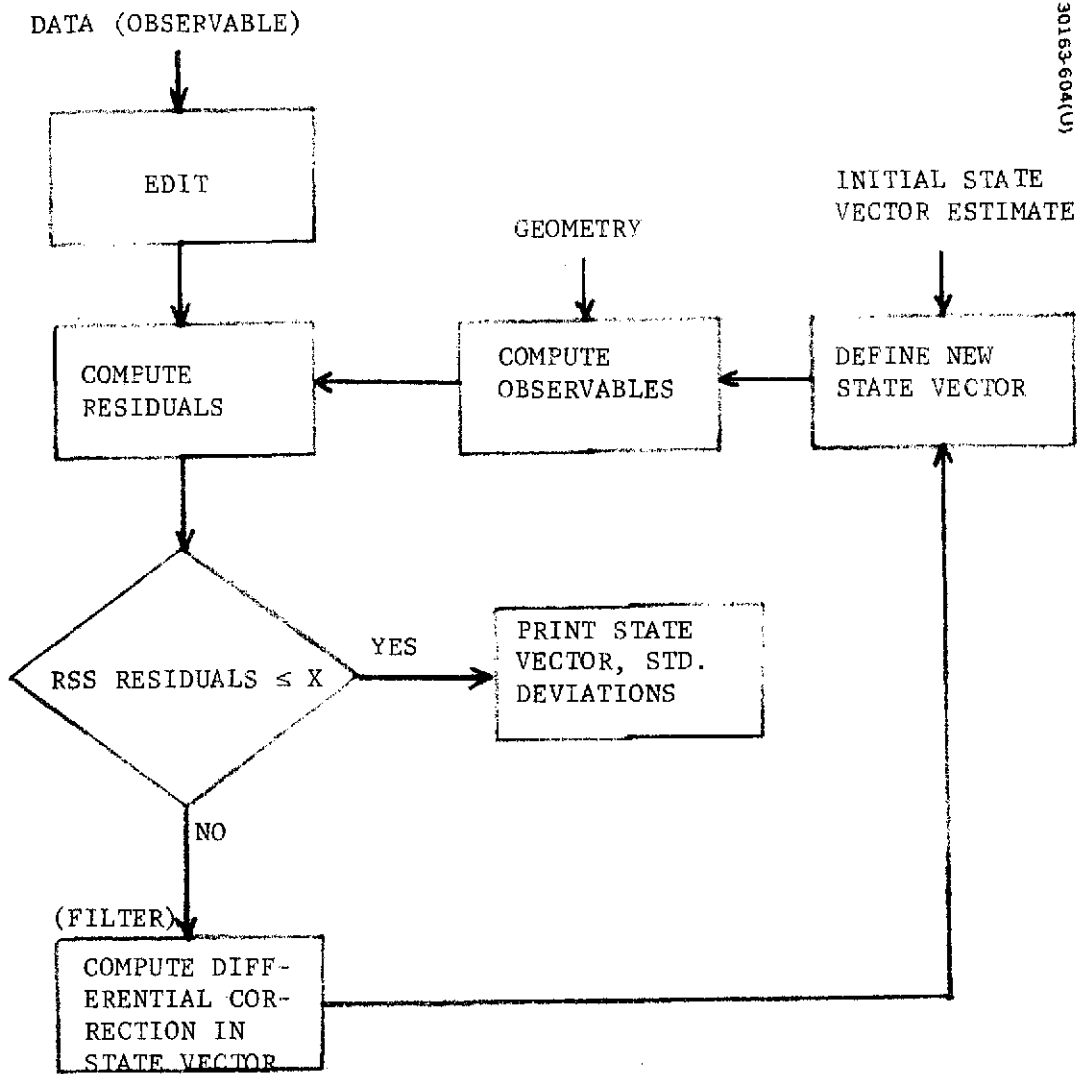 DATA (OBSERVABLE)
30163-604(U)
EDIT
INITIAL STATE
VECTOR ESTIMATE
GEOMETRY
COMPUTE
RESIDUALS
COMPUTE
OBSERVABLES
DEFINE NEW
STATE VECTOR
RSS RESIDUALS ≤ X
YES
PRINT STATE
VECTOR, STD.
DEVIATIONS
NO
(FILTER)
COMPUTE DIFF-
ERENTIAL COR-
RECTION IN
STATE VECTOR